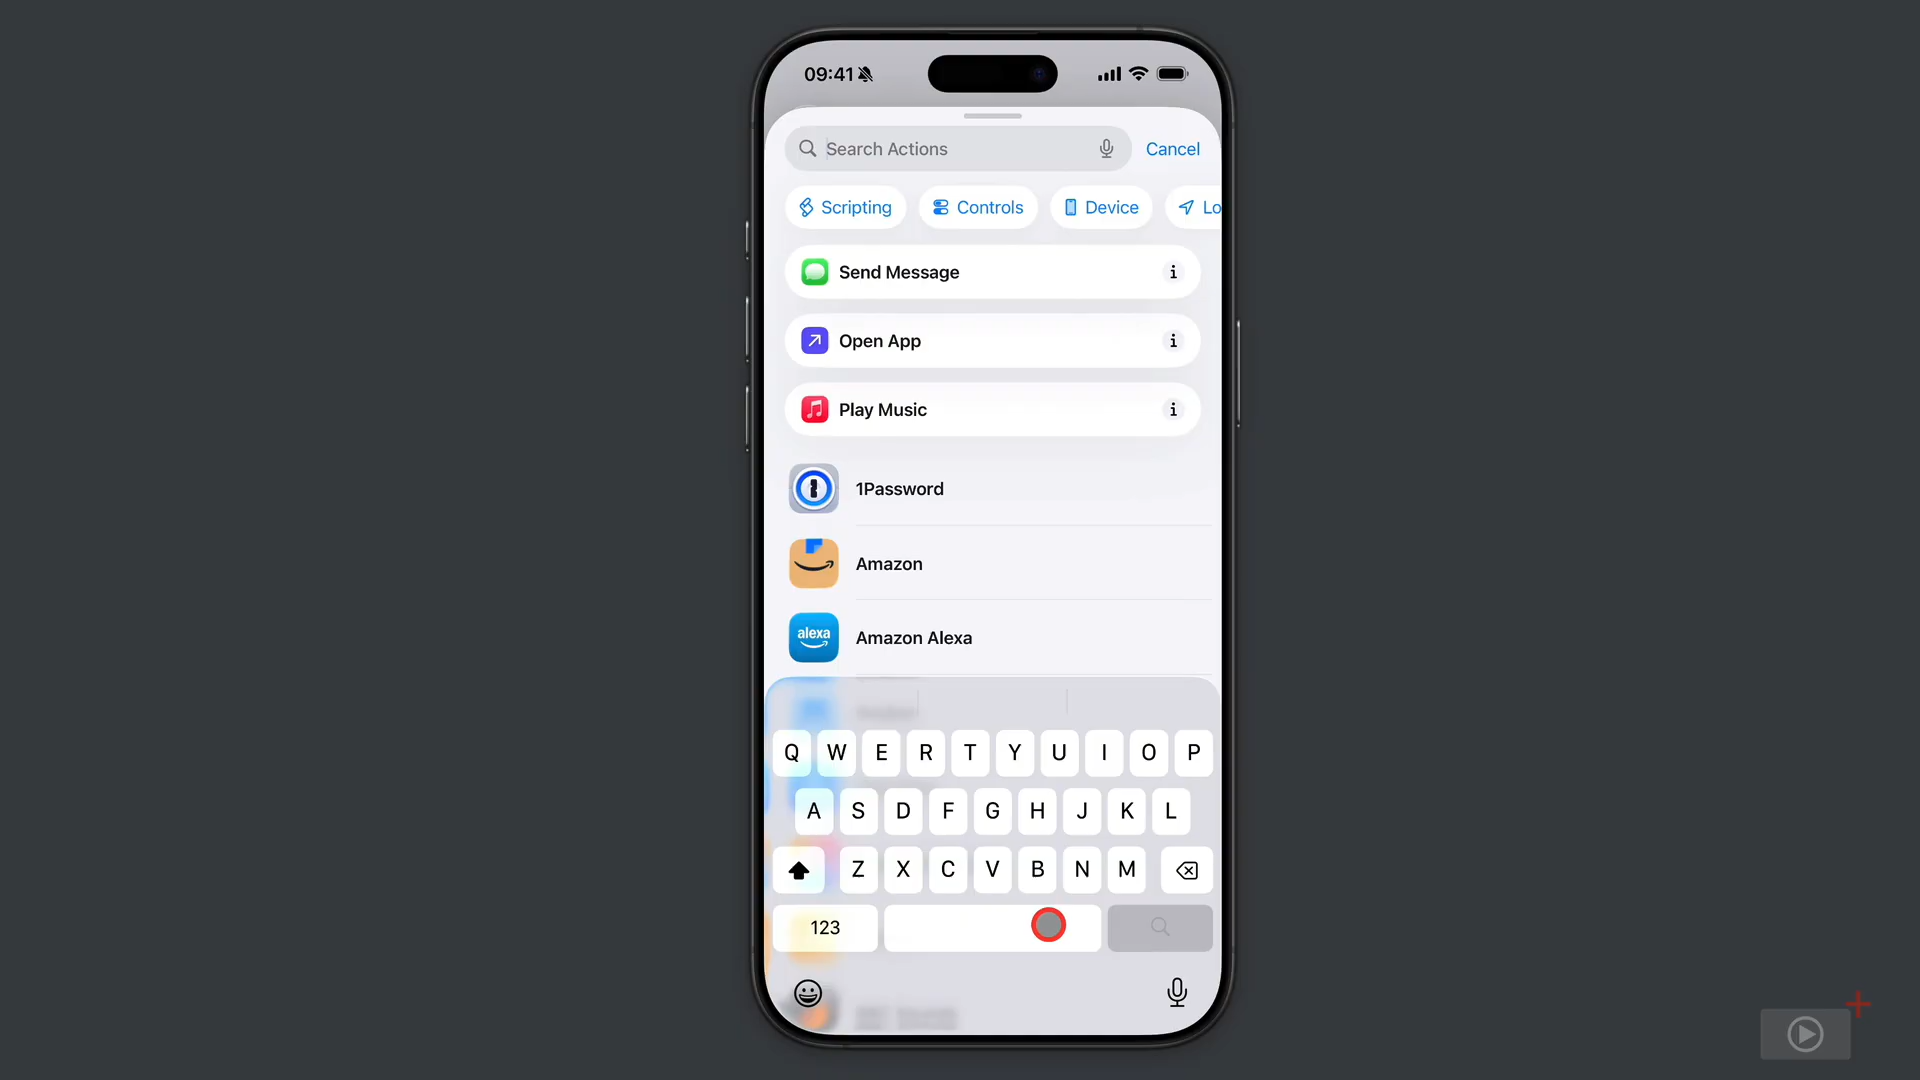 09:41
Search Actions
Cancel
Scripting
Controls
Device
Lo
Send Message
i
Open App
i
Play Music
i
1Password
Amazon
alexa
Amazon Alexa
Q W E R T Y U I O P
A S D F G H J K L
Z X C V B N M
123